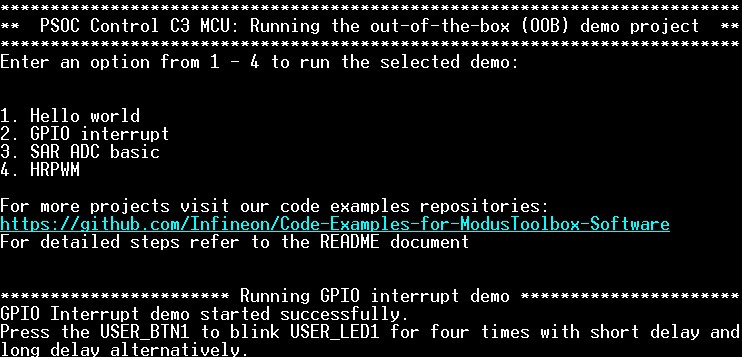 **************************************************************************
**  PSOC Control C3 MCU: Running the out-of-the-box (OOB) demo project  **
**************************************************************************
Enter an option from 1 - 4 to run the selected demo:
1. Hello world
2. GPIO interrupt
3. SAR ADC basic
4. HRPWM
For more projects visit our code examples repositories:
https://github.com/Infineon/Code-Examples-for-ModusToolbox-Software
For detailed steps refer to the README document
*********************** Running GPIO interrupt demo **********************
GPIO Interrupt demo started successfully.
Press the USER_BTN1 to blink USER_LED1 for four times with short delay and
long delay alternatively.